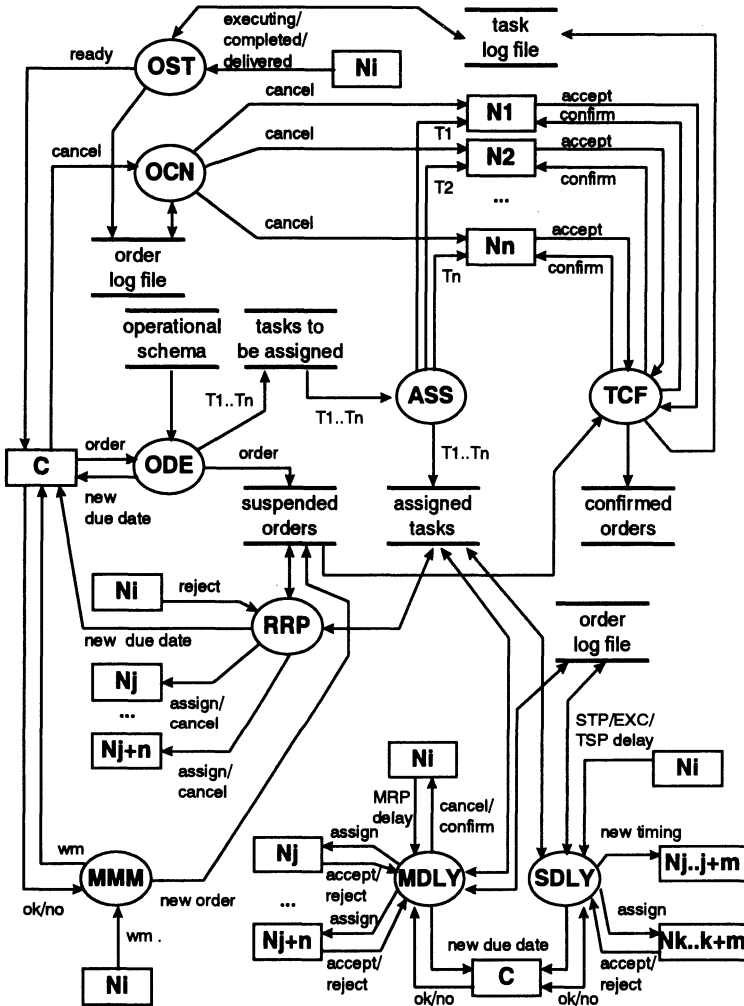 executing/
completed/
delivered
task
log file
ready
OST
Ni
cancel
N1
accept
confirm
T1
cancel
OCN
cancel
N2
accept
confirm
T2
...
cancel
Nn
accept
confirm
Tn
order
log file
operational
schema
tasks to
be assigned
T1..Tn
T1..Tn
ASS
TCF
C
order
ODE
order
T1..Tn
new
due date
suspended
orders
assigned
tasks
confirmed
orders
Ni
reject
RRP
new due date
order
log file
Nj
...
assign/
cancel
Nj+n
assign/
cancel
STP/EXC/
TSP delay
Ni
Ni
MRP
delay
cancel/
confirm
wm
MMM
new order
ok/no
wm .
Ni
Nj
assign
accept/
reject
...
assign
Nj+n
accept/
reject
MDLY
SDLY
new timing
Nj..j+m
assign
Nk..k+m
accept/
reject
new due date
C
ok/no
ok/no